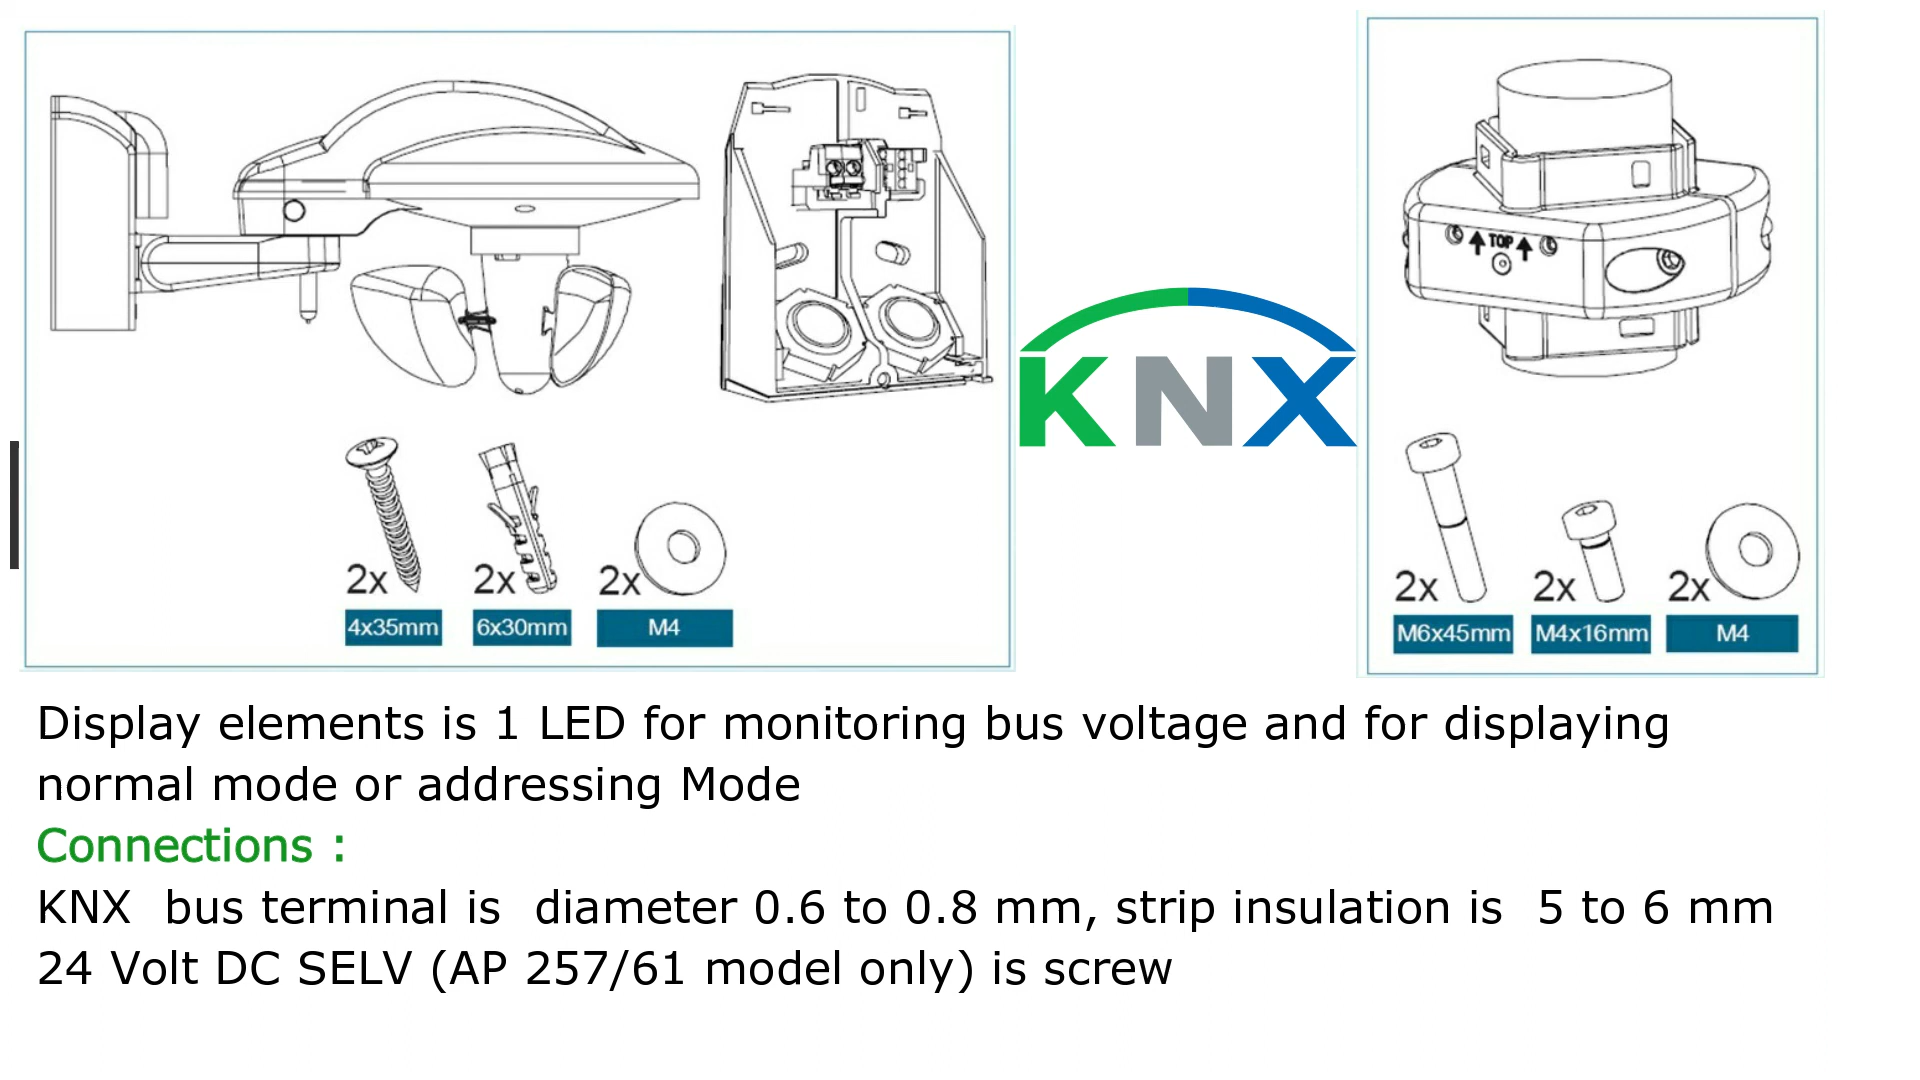 TOP
KNX
2x
2x
2x
4x35mm
6x30mm
M4
2x
2x
2x
M6x45mm
M4x16mm
M4
Display elements is 1 LED for monitoring bus voltage and for displaying
normal mode or addressing Mode
Connections :
KNX  bus terminal is  diameter 0.6 to 0.8 mm, strip insulation is  5 to 6 mm
24 Volt DC SELV (AP 257/61 model only) is screw